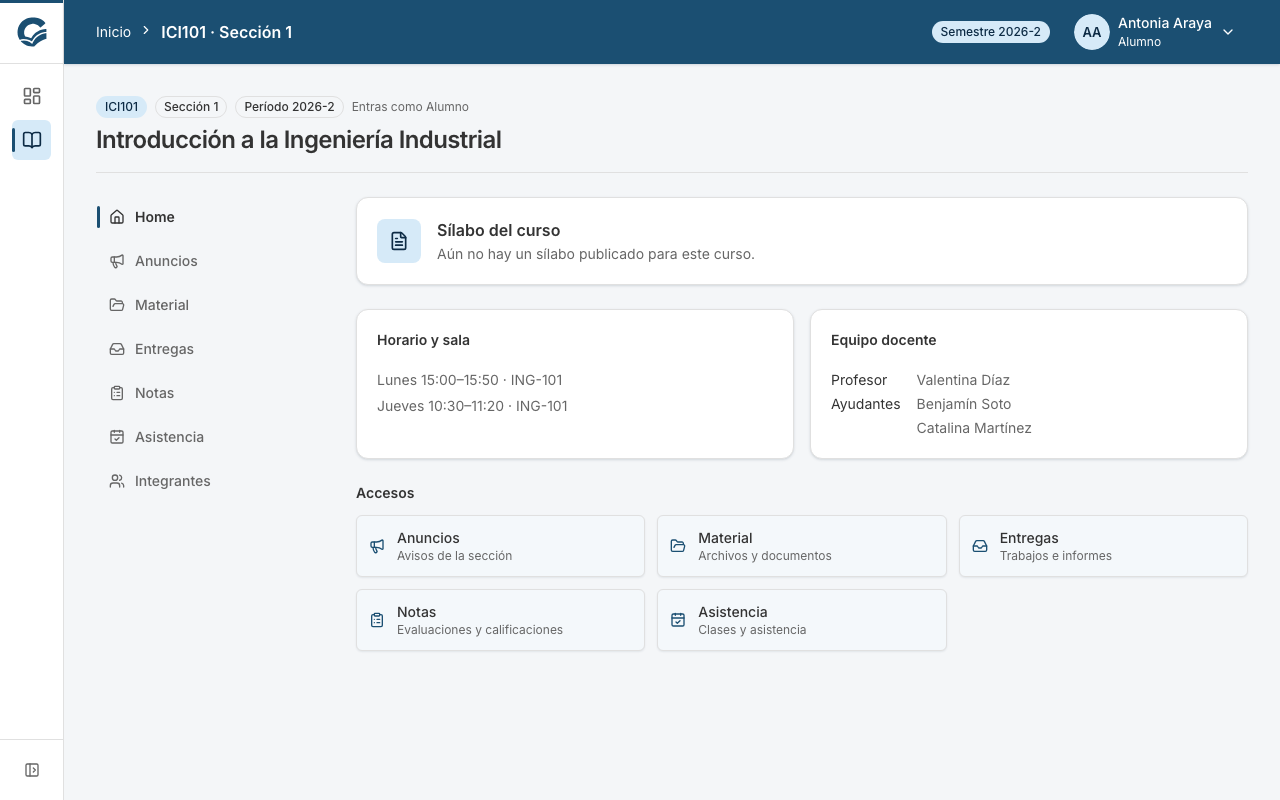 Inicio
ICI101 · Sección 1
Semestre 2026-2
AA
Antonia Araya
Alumno
ICI101
Sección 1
Período 2026-2
Entras como Alumno
Introducción a la Ingeniería Industrial
Home
Anuncios
Material
Entregas
Notas
Asistencia
Integrantes
Sílabo del curso
Aún no hay un sílabo publicado para este curso.
Horario y sala
Lunes 15:00–15:50 · ING-101
Jueves 10:30–11:20 · ING-101
Equipo docente
Profesor Valentina Díaz
Ayudantes Benjamín Soto
Catalina Martínez
Accesos
Anuncios
Avisos de la sección
Material
Archivos y documentos
Entregas
Trabajos e informes
Notas
Evaluaciones y calificaciones
Asistencia
Clases y asistencia